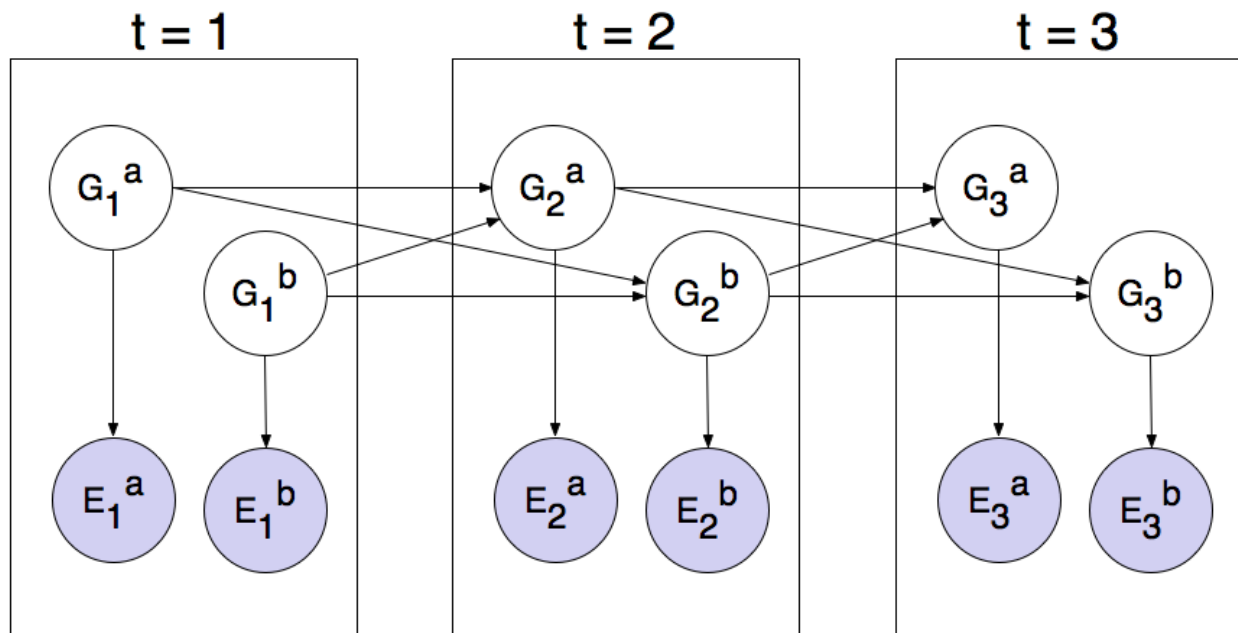 t = 1 t = 2 t = 3
G₁ᵃ G₂ᵃ G₃ᵃ
G₁ᵇ G₂ᵇ G₃ᵇ
E₁ᵃ E₁ᵇ E₂ᵃ E₂ᵇ E₃ᵃ E₃ᵇ